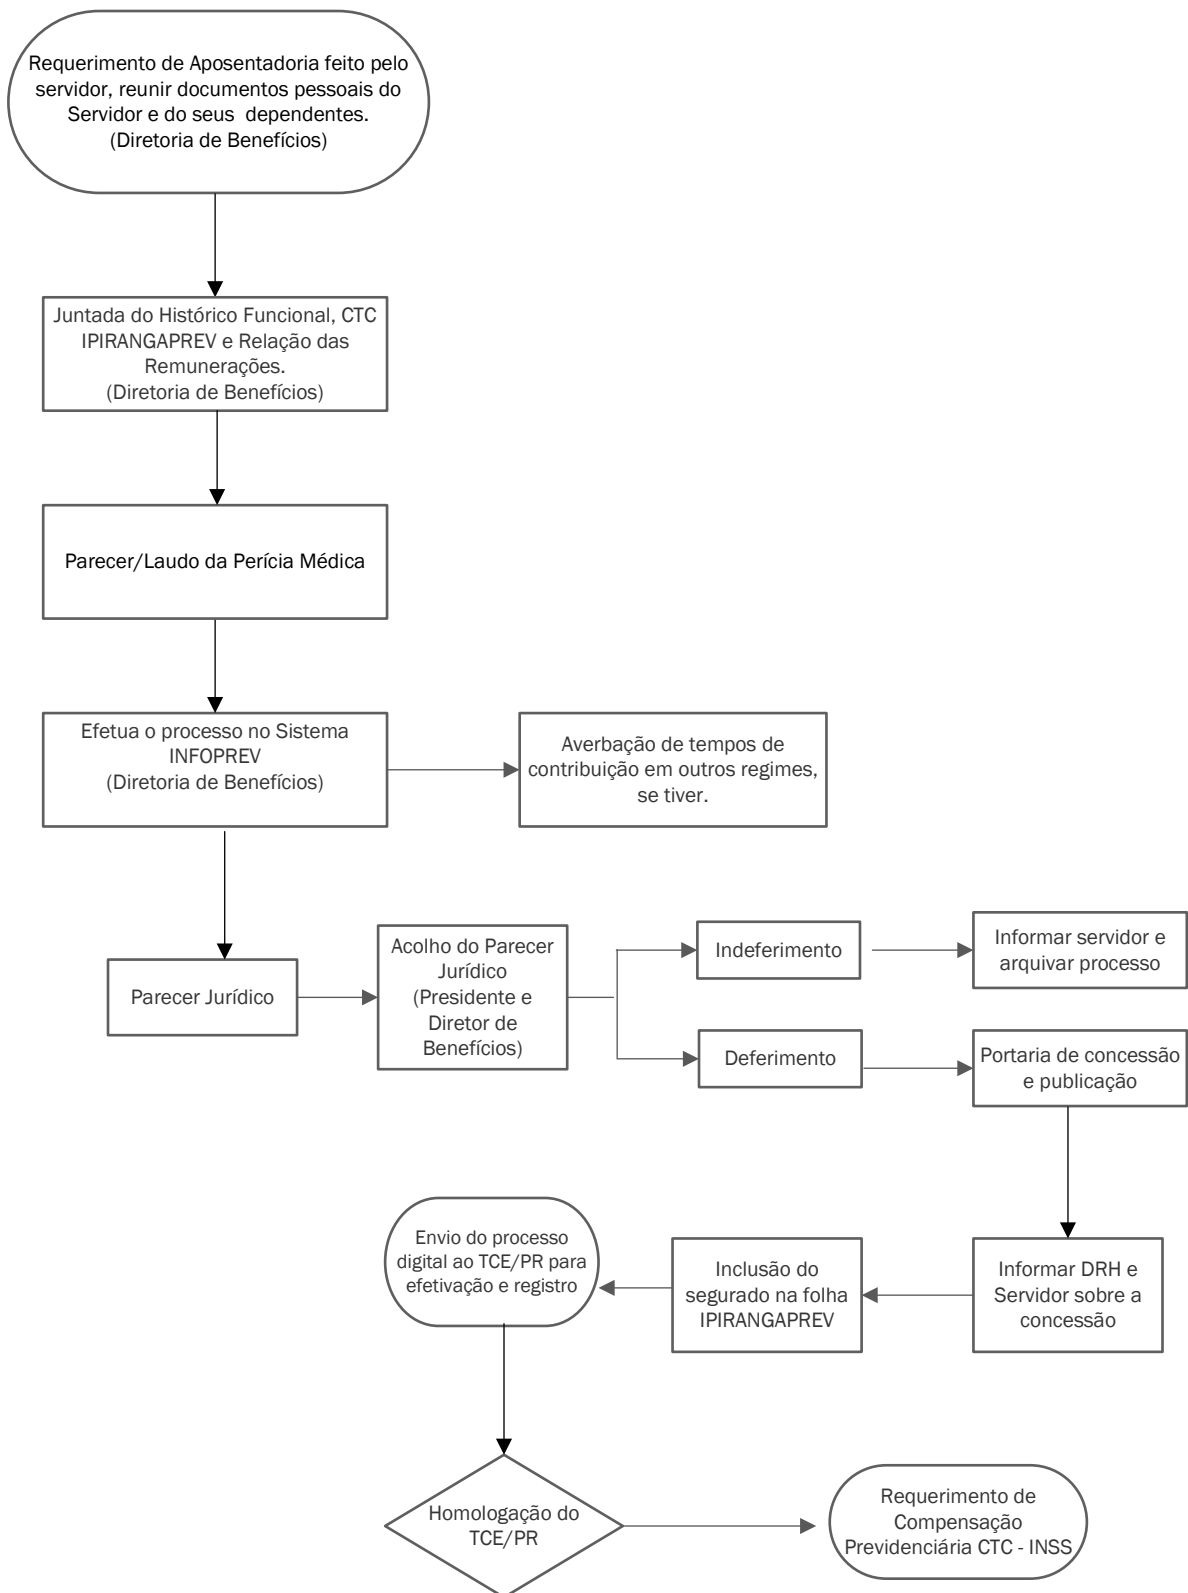 Requerimento de Aposentadoria feito pelo
servidor, reunir documentos pessoais do
Servidor e do seus dependentes.
(Diretoria de Benefícios)
Juntada do Histórico Funcional, CTC
IPIRANGAPREV e Relação das
Remunerações.
(Diretoria de Benefícios)
Parecer/Laudo da Perícia Médica
Efetua o processo no Sistema
INFOPREV
(Diretoria de Benefícios)
Averbação de tempos de
contribuição em outros regimes,
se tiver.
Parecer Jurídico
Acolho do Parecer
Jurídico
(Presidente e
Diretor de
Benefícios)
Indeferimento
Informar servidor e
arquivar processo
Deferimento
Portaria de concessão
e publicação
Informar DRH e
Servidor sobre a
concessão
Inclusão do
segurado na folha
IPIRANGAPREV
Envio do processo
digital ao TCE/PR para
efetivação e registro
Homologação do
TCE/PR
Requerimento de
Compensação
Previdenciária CTC - INSS